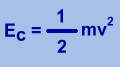 Ec = 1/2 mv²